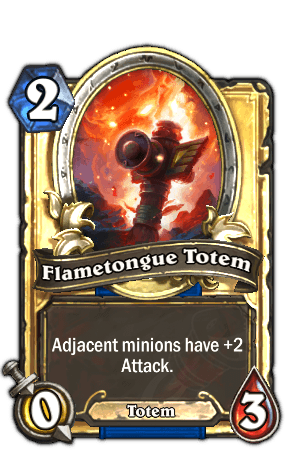 2
Flametongue Totem
Adjacent minions have +2
Attack.
Totem
0
3